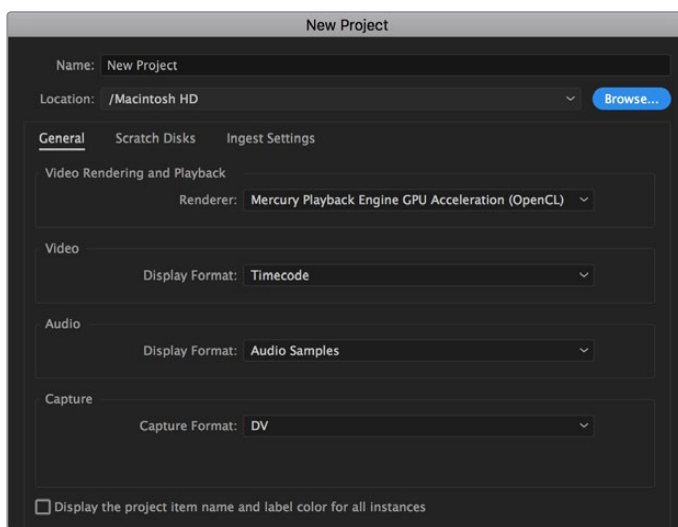 New Project
Name: New Project
Location: /Macintosh HD Browse...
General Scratch Disks Ingest Settings
Video Rendering and Playback
Renderer: Mercury Playback Engine GPU Acceleration (OpenCL)
Video
Display Format: Timecode
Audio
Display Format: Audio Samples
Capture
Capture Format: DV
Display the project item name and label color for all instances